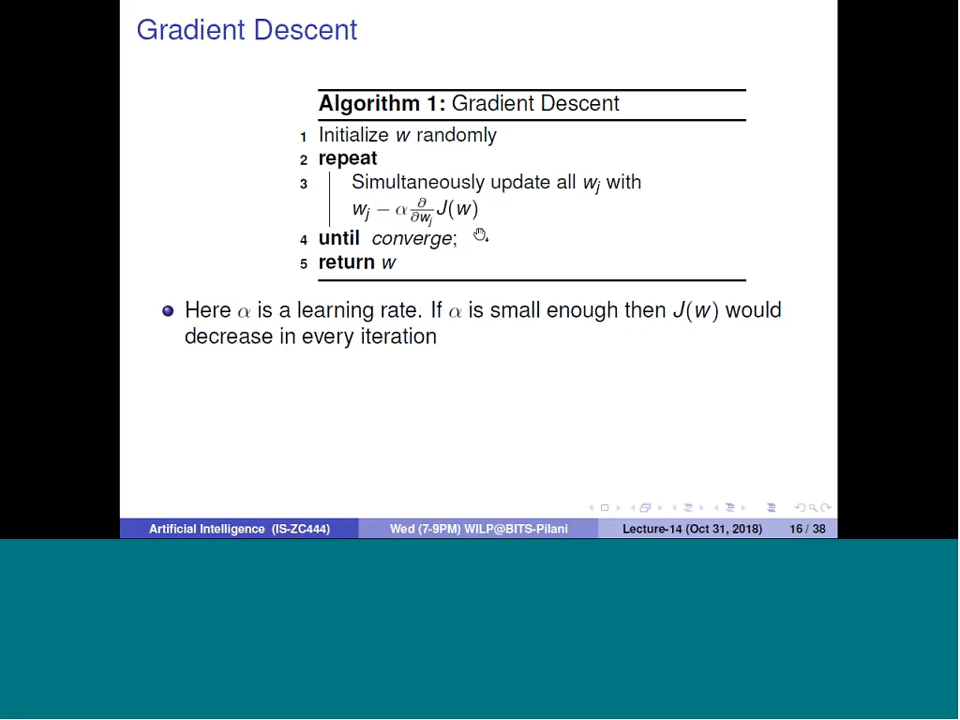 Gradient Descent
Algorithm 1: Gradient Descent
1 Initialize w randomly
2 repeat
3 Simultaneously update all w_j with
w_j − α ∂/∂w_j J(w)
4 until converge;
5 return w
Here α is a learning rate. If α is small enough then J(w) would
decrease in every iteration
Artificial Intelligence (IS-ZC444) Wed (7-9PM) WILP@BITS-Pilani Lecture-14 (Oct 31, 2018) 16 / 38